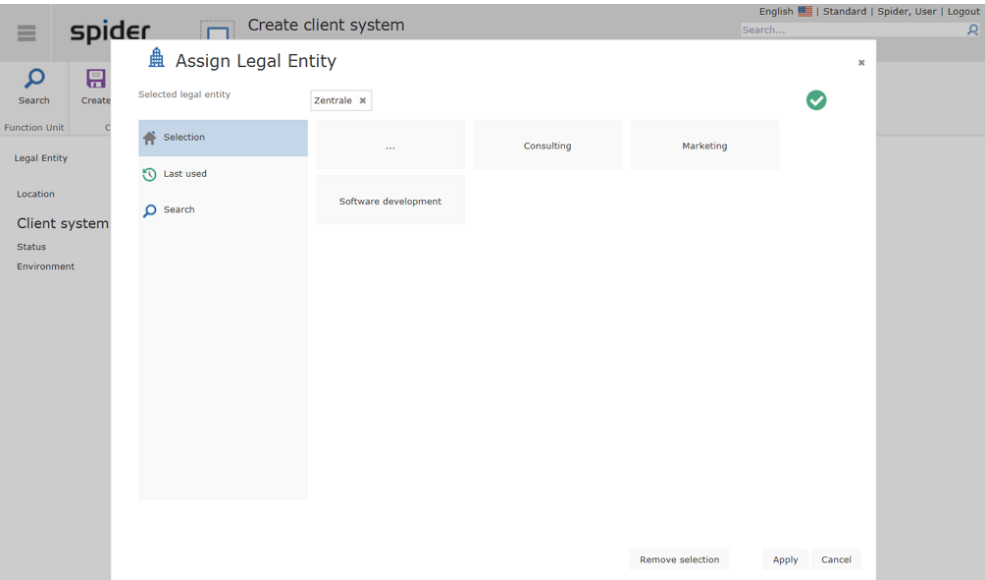 English | Standard | Spider, User | Logout
spider
Create client system
Search...
Assign Legal Entity
Search
Create
Selected legal entity
Zentrale
Function Unit
C
Selection
...
Consulting
Marketing
Legal Entity
Last used
Location
Software development
Search
Client system
Status
Environment
Remove selection
Apply
Cancel